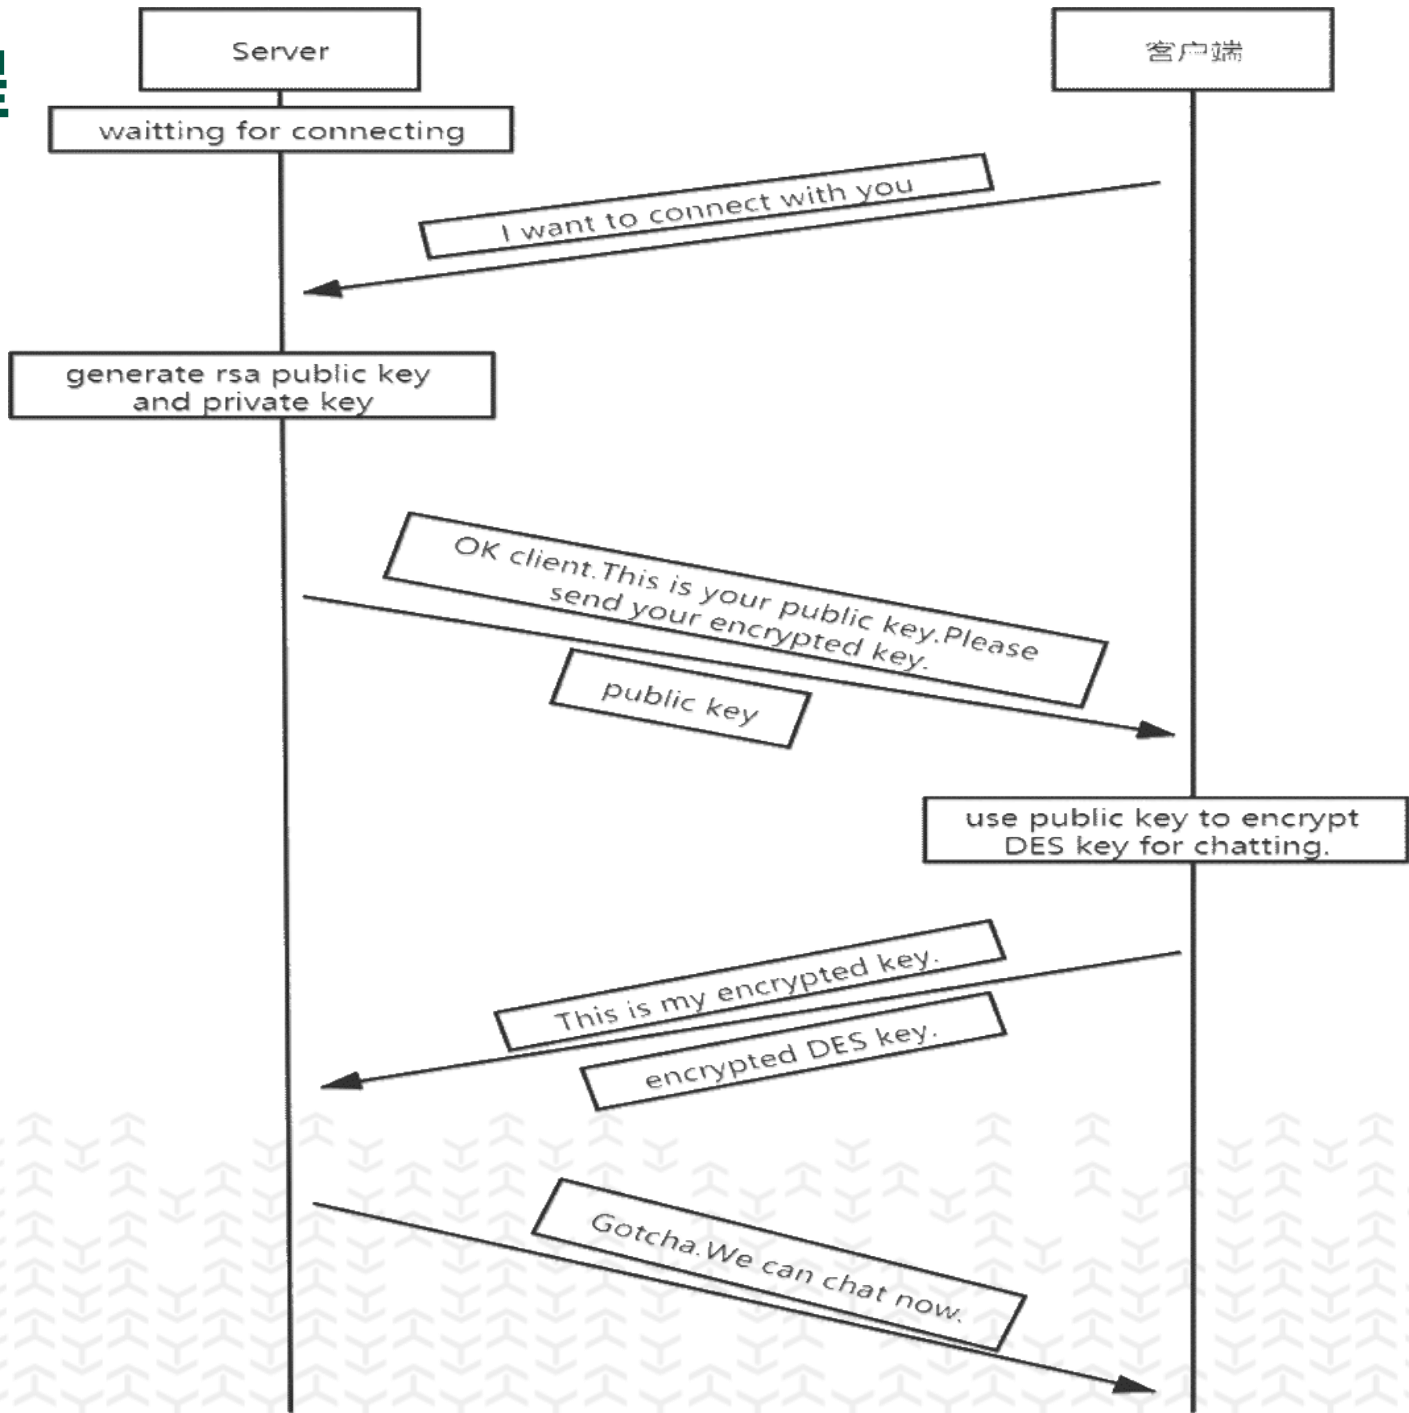 Server
客户端
waitting for connecting
I want to connect with you
generate rsa public key
and private key
OK client.This is your public key.Please
send your encrypted key.
public key
use public key to encrypt
DES key for chatting.
This is my encrypted key.
encrypted DES key.
Gotcha.We can chat now.